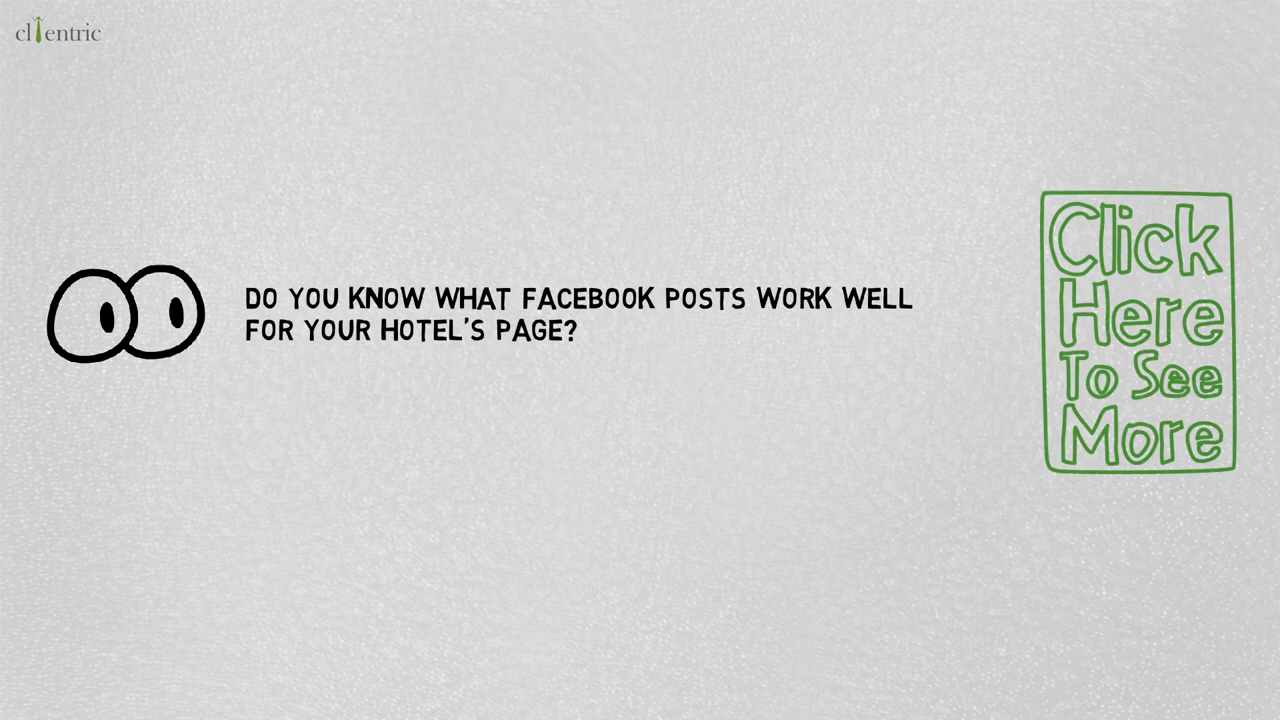 clientric
DO YOU KNOW WHAT FACEBOOK POSTS WORK WELL
FOR YOUR HOTEL'S PAGE?
Click
Here
To See
More